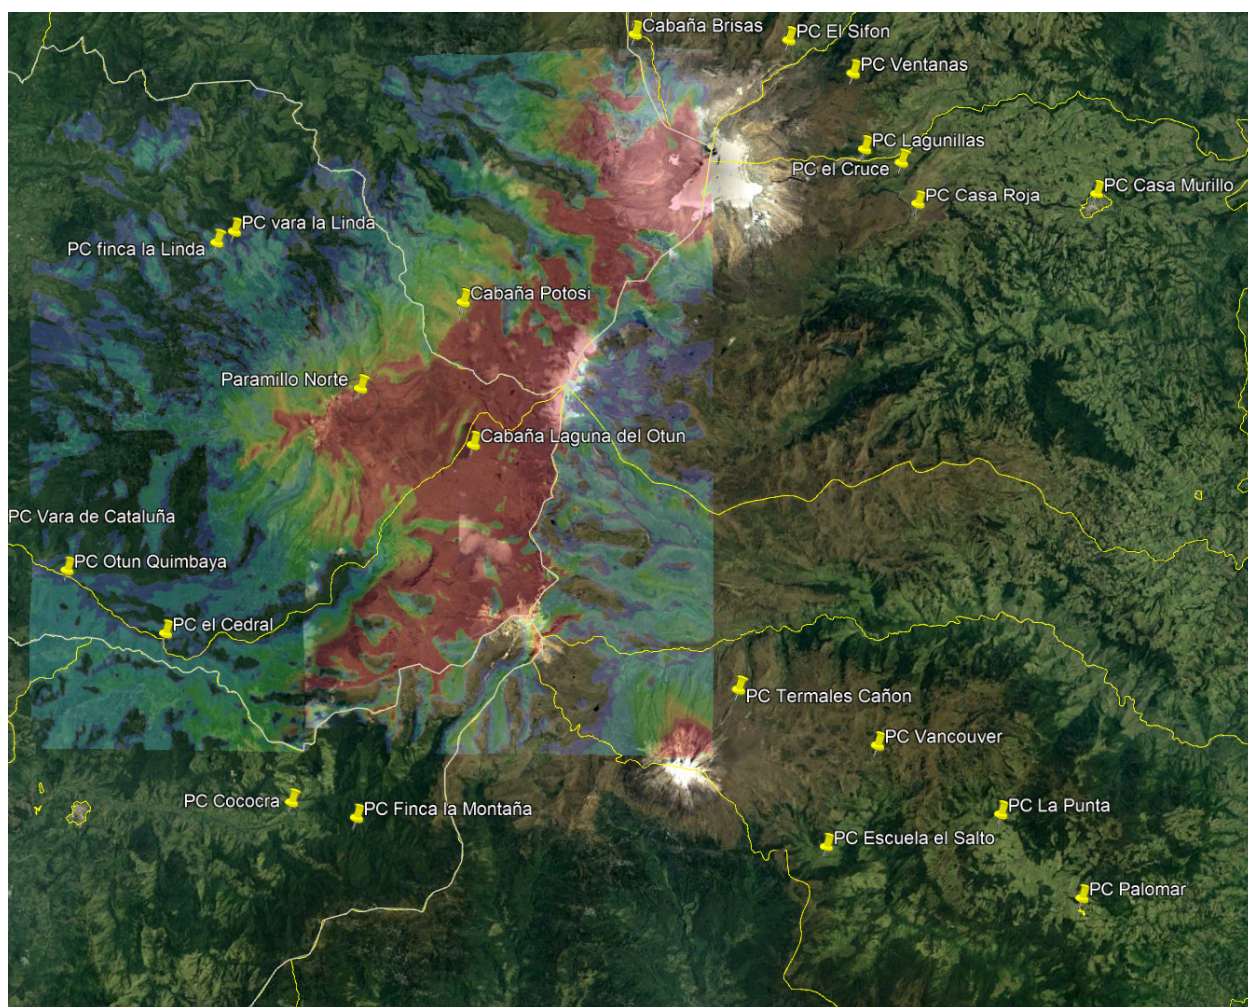 Cabaña Brisas
PC El Sifon
PC Ventanas
PC Lagunillas
PC el Cruce
PC Casa Murillo
PC Casa Roja
PC vara la Linda
PC finca la Linda
Cabaña Potosi
Paramillo Norte
Cabaña Laguna del Otun
PC Vara de Cataluña
PC Otun Quimbaya
PC el Cedral
PC Termales Cañon
PC Vancouver
PC Cococra
PC Finca la Montaña
PC La Punta
PC Escuela el Salto
PC Palomar